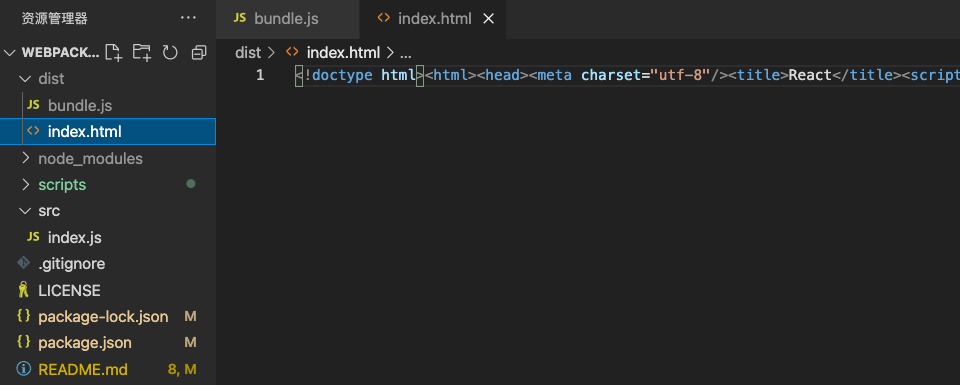 资源管理器 ···
WEBPACK...
dist
JS bundle.js
<> index.html
node_modules
scripts
src
JS index.js
.gitignore
LICENSE
{} package-lock.json M
{} package.json M
README.md 8, M
JS bundle.js
<> index.html
dist > <> index.html > ...
1 <!doctype html><html><head><meta charset="utf-8"/><title>React</title><script